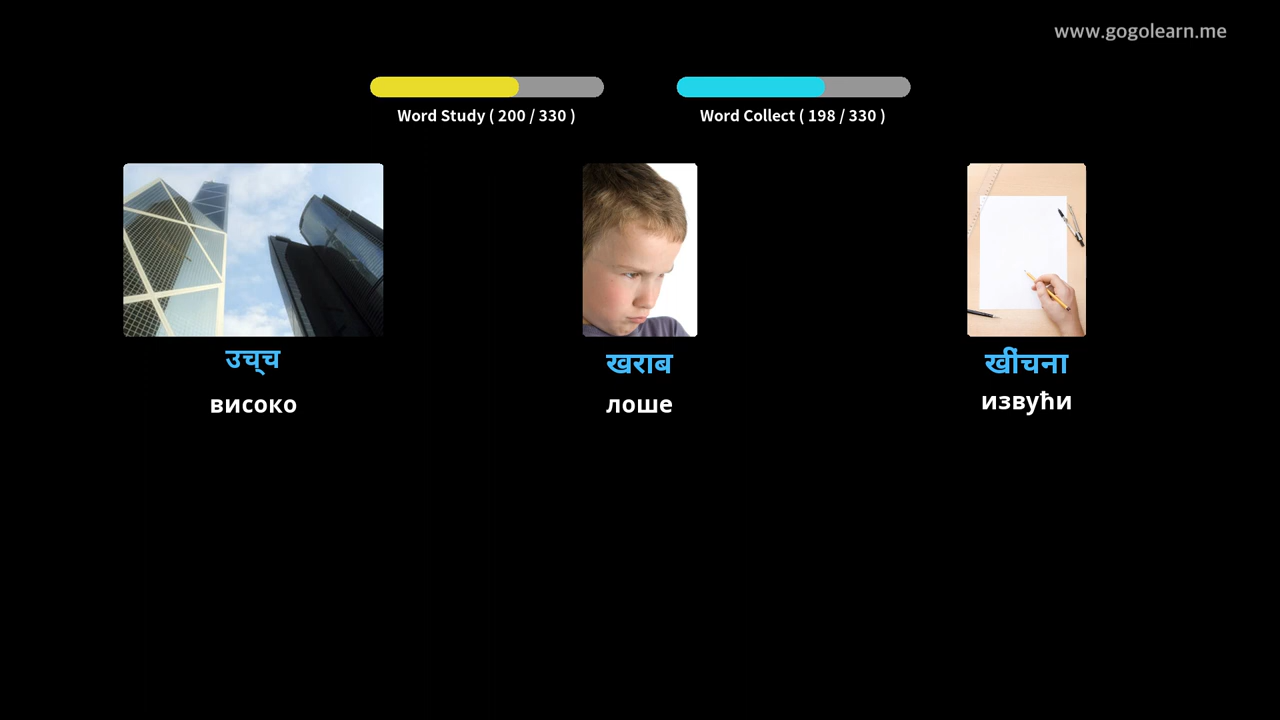 www.gogolearn.me
Word Study ( 200 / 330 )
Word Collect ( 198 / 330 )
उच्‍च
खराब
खींचना
високо
лоше
извући